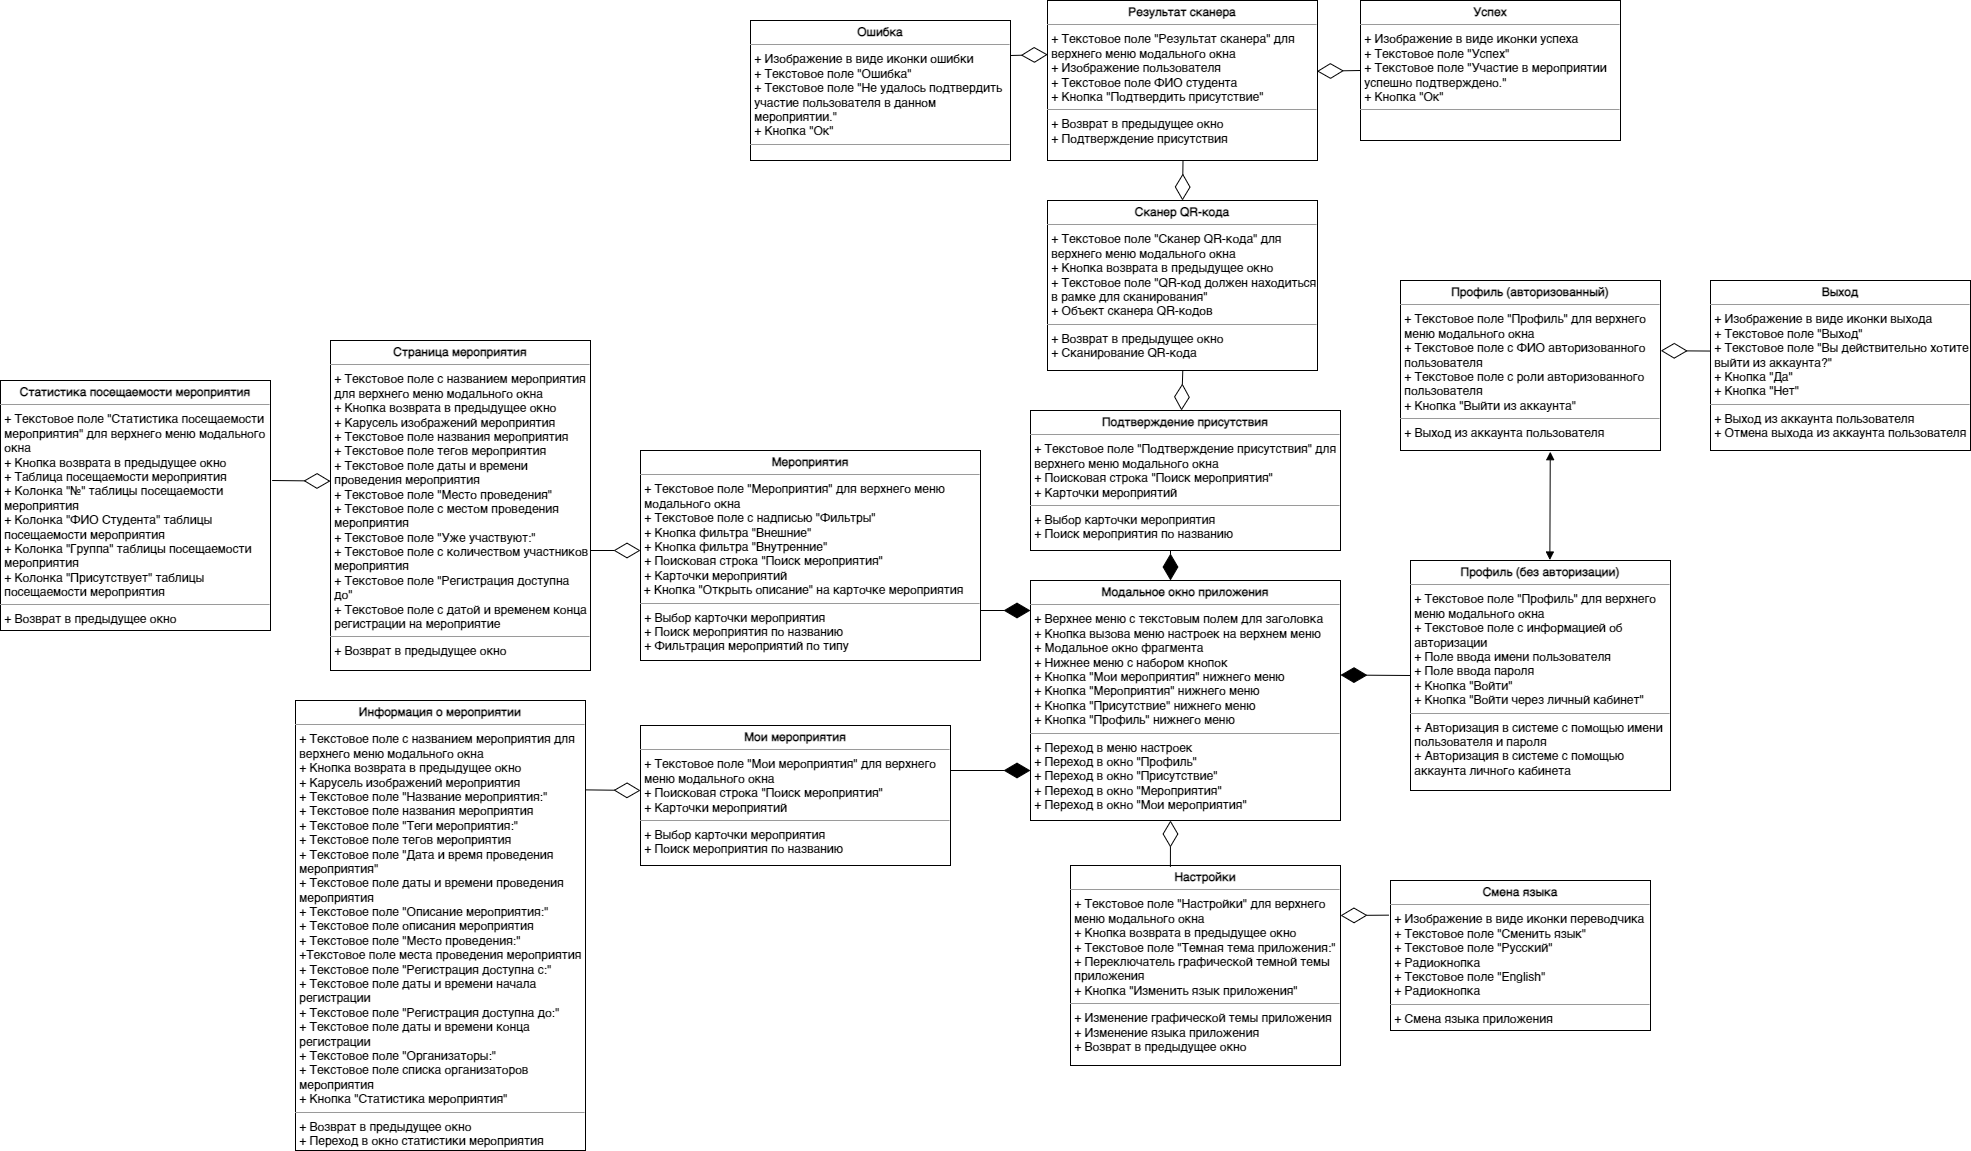 Ошибка
+ Изображение в виде иконки ошибки
+ Текстовое поле "Ошибка"
+ Текстовое поле "Не удалось подтвердить
участие пользователя в данном
мероприятии."
+ Кнопка "Ок"
Результат сканера
+ Текстовое поле "Результат сканера" для
верхнего меню модального окна
+ Изображение пользователя
+ Текстовое поле ФИО студента
+ Кнопка "Подтвердить присутствие"
+ Возврат в предыдущее окно
+ Подтверждение присутствия
Успех
+ Изображение в виде иконки успеха
+ Текстовое поле "Успех"
+ Текстовое поле "Участие в мероприятии
успешно подтверждено."
+ Кнопка "Ок"
Сканер QR-кода
+ Текстовое поле "Сканер QR-кода" для
верхнего меню модального окна
+ Кнопка возврата в предыдущее окно
+ Текстовое поле "QR-код должен находиться
в рамке для сканирования"
+ Объект сканера QR-кодов
+ Возврат в предыдущее окно
+ Сканирование QR-кода
Профиль (авторизованный)
+ Текстовое поле "Профиль" для верхнего
меню модального окна
+ Текстовое поле с ФИО авторизованного
пользователя
+ Текстовое поле с роли авторизованного
пользователя
+ Кнопка "Выйти из аккаунта"
+ Выход из аккаунта пользователя
Выход
+ Изображение в виде иконки выхода
+ Текстовое поле "Выход"
+ Текстовое поле "Вы действительно хотите
выйти из аккаунта?"
+ Кнопка "Да"
+ Кнопка "Нет"
+ Выход из аккаунта пользователя
+ Отмена выхода из аккаунта пользователя
Статистика посещаемости мероприятия
+ Текстовое поле "Статистика посещаемости
мероприятия" для верхнего меню модального
окна
+ Кнопка возврата в предыдущее окно
+ Таблица посещаемости мероприятия
+ Колонка "№" таблицы посещаемости
мероприятия
+ Колонка "ФИО Студента" таблицы
посещаемости мероприятия
+ Колонка "Группа" таблицы посещаемости
мероприятия
+ Колонка "Присутствует" таблицы
посещаемости мероприятия
+ Возврат в предыдущее окно
Страница мероприятия
+ Текстовое поле с названием мероприятия
для верхнего меню модального окна
+ Кнопка возврата в предыдущее окно
+ Карусель изображений мероприятия
+ Текстовое поле названия мероприятия
+ Текстовое поле тегов мероприятия
+ Текстовое поле даты и времени
проведения мероприятия
+ Текстовое поле "Место проведения"
+ Текстовое поле с местом проведения
мероприятия
+ Текстовое поле "Уже участвуют:"
+ Текстовое поле с количеством участников
мероприятия
+ Текстовое поле "Регистрация доступна
до"
+ Текстовое поле с датой и временем конца
регистрации на мероприятие
+ Возврат в предыдущее окно
Мероприятия
+ Текстовое поле "Мероприятия" для верхнего меню
модального окна
+ Текстовое поле с надписью "Фильтры"
+ Кнопка фильтра "Внешние"
+ Кнопка фильтра "Внутренние"
+ Поисковая строка "Поиск мероприятия"
+ Карточки мероприятий
+ Кнопка "Открыть описание" на карточке мероприятия
+ Выбор карточки мероприятия
+ Поиск мероприятия по названию
+ Фильтрация мероприятий по типу
Подтверждение присутствия
+ Текстовое поле "Подтверждение присутствия" для
верхнего меню модального окна
+ Поисковая строка "Поиск мероприятия"
+ Карточки мероприятий
+ Выбор карточки мероприятия
+ Поиск мероприятия по названию
Модальное окно приложения
+ Верхнее меню с текстовым полем для заголовка
+ Кнопка вызова меню настроек на верхнем меню
+ Модальное окно фрагмента
+ Нижнее меню с набором кнопок
+ Кнопка "Мои мероприятия" нижнего меню
+ Кнопка "Мероприятия" нижнего меню
+ Кнопка "Присутствие" нижнего меню
+ Кнопка "Профиль" нижнего меню
+ Переход в меню настроек
+ Переход в окно "Профиль"
+ Переход в окно "Присутствие"
+ Переход в окно "Мероприятия"
+ Переход в окно "Мои мероприятия"
Профиль (без авторизации)
+ Текстовое поле "Профиль" для верхнего
меню модального окна
+ Текстовое поле с информацией об
авторизации
+ Поле ввода имени пользователя
+ Поле ввода пароля
+ Кнопка "Войти"
+ Кнопка "Войти через личный кабинет"
+ Авторизация в системе с помощью имени
пользователя и пароля
+ Авторизация в системе с помощью
аккаунта личного кабинета
Информация о мероприятии
+ Текстовое поле с названием мероприятия для
верхнего меню модального окна
+ Кнопка возврата в предыдущее окно
+ Карусель изображений мероприятия
+ Текстовое поле "Название мероприятия:"
+ Текстовое поле названия мероприятия
+ Текстовое поле "Теги мероприятия:"
+ Текстовое поле тегов мероприятия
+ Текстовое поле "Дата и время проведения
мероприятия"
+ Текстовое поле даты и времени проведения
мероприятия
+ Текстовое поле "Описание мероприятия:"
+ Текстовое поле описания мероприятия
+ Текстовое поле "Место проведения:"
+Текстовое поле места проведения мероприятия
+ Текстовое поле "Регистрация доступна с:"
+ Текстовое поле даты и времени начала
регистрации
+ Текстовое поле "Регистрация доступна до:"
+ Текстовое поле даты и времени конца
регистрации
+ Текстовое поле "Организаторы:"
+ Текстовое поле списка организаторов
мероприятия
+ Кнопка "Статистика мероприятия"
+ Возврат в предыдущее окно
+ Переход в окно статистики мероприятия
Мои мероприятия
+ Текстовое поле "Мои мероприятия" для верхнего
меню модального окна
+ Поисковая строка "Поиск мероприятия"
+ Карточки мероприятий
+ Выбор карточки мероприятия
+ Поиск мероприятия по названию
Настройки
+ Текстовое поле "Настройки" для верхнего
меню модального окна
+ Кнопка возврата в предыдущее окно
+ Текстовое поле "Темная тема приложения:"
+ Переключатель графической темной темы
приложения
+ Кнопка "Изменить язык приложения"
+ Изменение графической темы приложения
+ Изменение языка приложения
+ Возврат в предыдущее окно
Смена языка
+ Изображение в виде иконки переводчика
+ Текстовое поле "Сменить язык"
+ Текстовое поле "Русский"
+ Радиокнопка
+ Текстовое поле "English"
+ Радиокнопка
+ Смена языка приложения